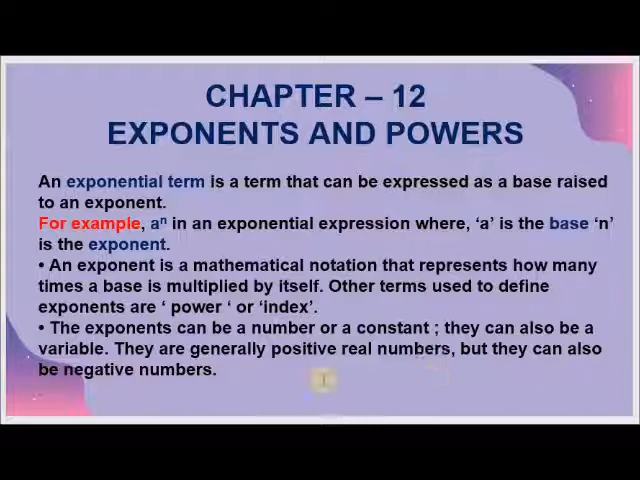 CHAPTER – 12
EXPONENTS AND POWERS
An exponential term is a term that can be expressed as a base raised
to an exponent.
For example, aⁿ in an exponential expression where, ‘a’ is the base ‘n’
is the exponent.
• An exponent is a mathematical notation that represents how many
times a base is multiplied by itself. Other terms used to define
exponents are ‘ power ‘ or ‘index’.
• The exponents can be a number or a constant ; they can also be a
variable. They are generally positive real numbers, but they can also
be negative numbers.